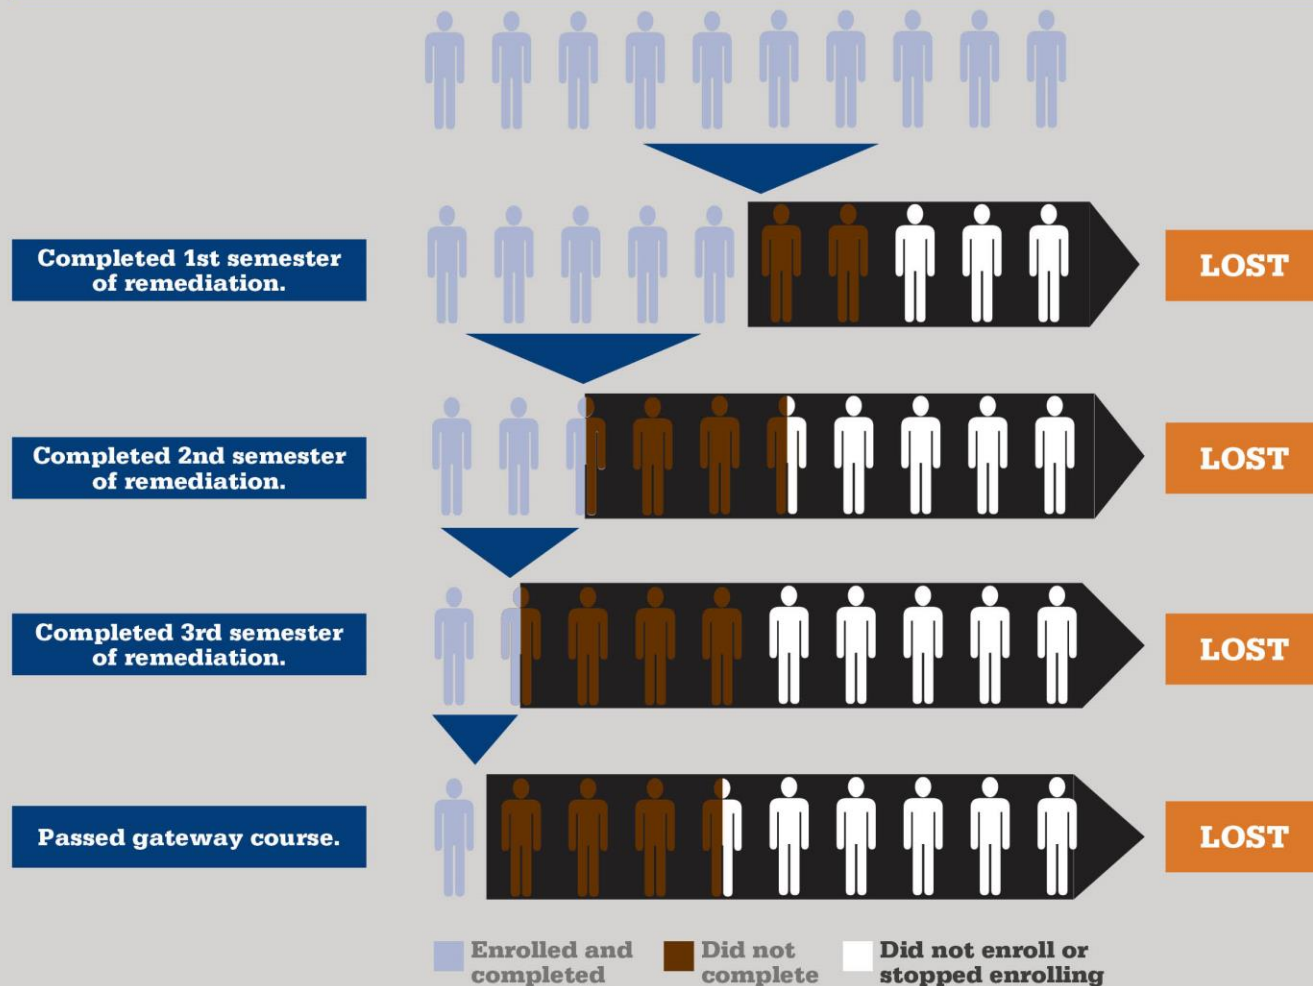 Completed 1st semester
of remediation.
LOST
Completed 2nd semester
of remediation.
LOST
Completed 3rd semester
of remediation.
LOST
Passed gateway course.
LOST
Enrolled and
completed
Did not
complete
Did not enroll or
stopped enrolling